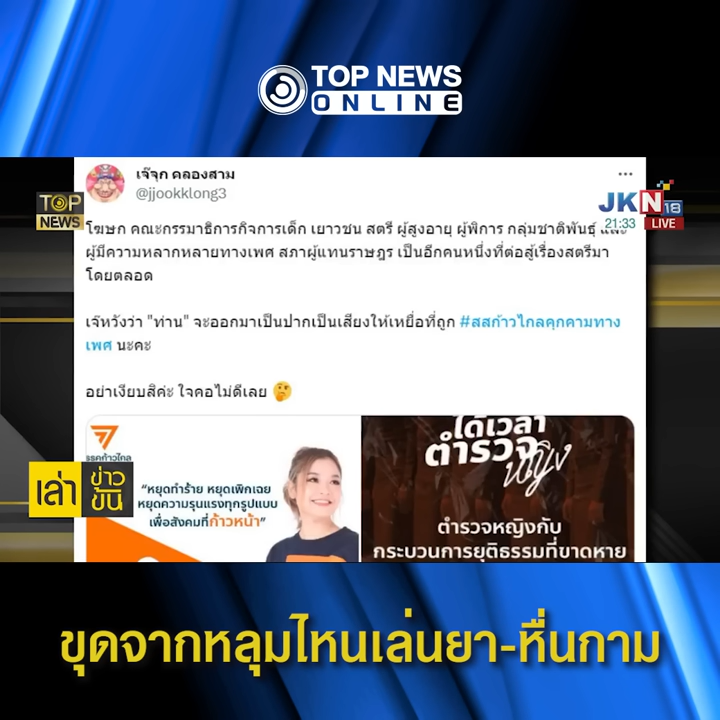 TOP NEWS
ONLINE
เจ๊จุก คลองสาม
@jjookklong3
TOP
NEWS
JKN18
21:33 LIVE
โฆษก คณะกรรมาธิการกิจการเด็ก เยาวชน สตรี ผู้สูงอายุ ผู้พิการ กลุ่มชาติพันธุ์ และ
ผู้มีความหลากหลายทางเพศ สภาผู้แทนราษฎร เป็นอีกคนหนึ่งที่ต่อสู้เรื่องสตรีมา
โดยตลอด
เจ๊หวังว่า "ท่าน" จะออกมาเป็นปากเป็นเสียงให้เหยื่อที่ถูก #สสก้าวไกลคุกคามทาง
เพศ นะคะ
อย่าเงียบสิค่ะ ใจคอไม่ดีเลย 🤔
รรคก้าวไกล
“หยุดทำร้าย หยุดเพิกเฉย
หยุดความรุนแรงทุกรูปแบบ
เพื่อสังคมที่ก้าวหน้า”
ได้เวลา
ตำรวจ
หญิง
ตำรวจหญิงกับ
กระบวนการยุติธรรมที่ขาดหาย
เล่า
ข่าว
ข้น
ขุดจากหลุมไหนเล่นยา-หื่นกาม